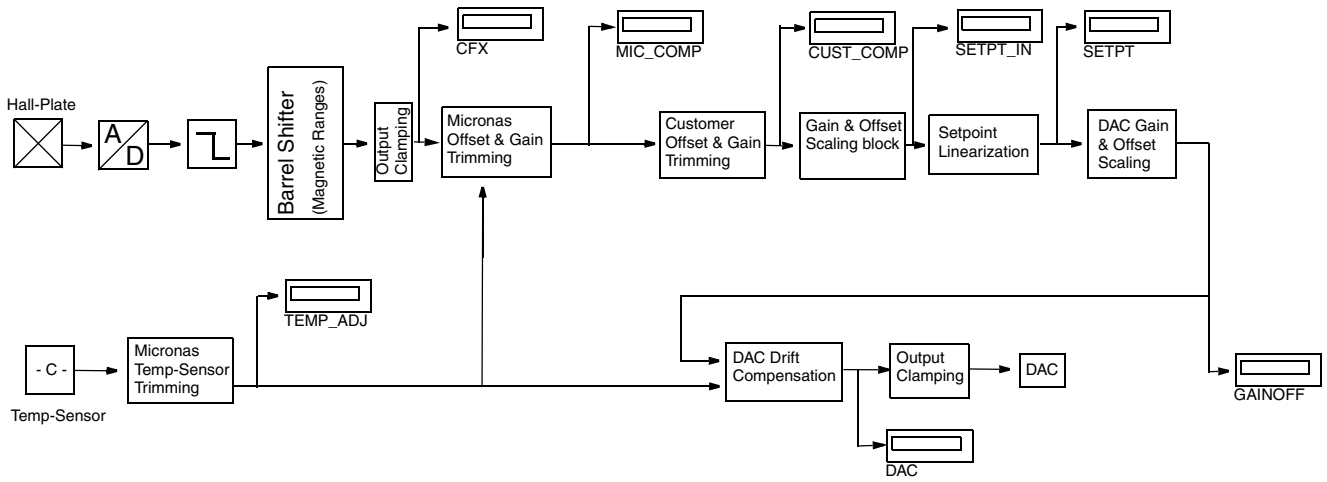 CFX
MIC_COMP
CUST_COMP
SETPT_IN
SETPT
Hall-Plate
A
D
Barrel Shifter
(Magnetic Ranges)
Output
Clamping
Micronas
Offset & Gain
Trimming
Customer
Offset & Gain
Trimming
Gain & Offset
Scaling block
Setpoint
Linearization
DAC Gain
& Offset
Scaling
TEMP_ADJ
- C -
Temp-Sensor
Micronas
Temp-Sensor
Trimming
DAC Drift
Compensation
Output
Clamping
DAC
GAINOFF
DAC